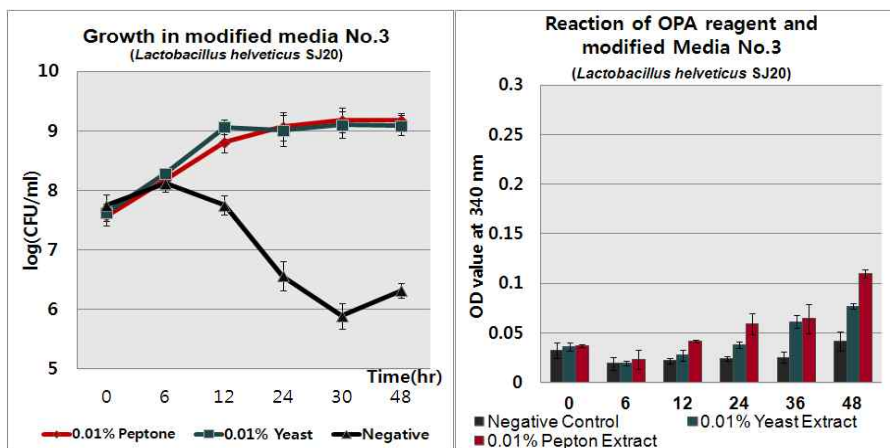 Growth in modified media No.3
(Lactobacillus helveticus SJ20)
10
9
8
7
6
5
log(CFU/ml)
Time(hr)
0 6 12 24 30 48
0.01% Peptone 0.01% Yeast Negative
Reaction of OPA reagent and
modified Media No.3
(Lactobacillus helveticus SJ20)
0.3
0.25
0.2
0.15
0.1
0.05
0
OD value at 340 nm
0 6 12 24 36 48
Negative Control 0.01% Yeast Extract
0.01% Pepton Extract